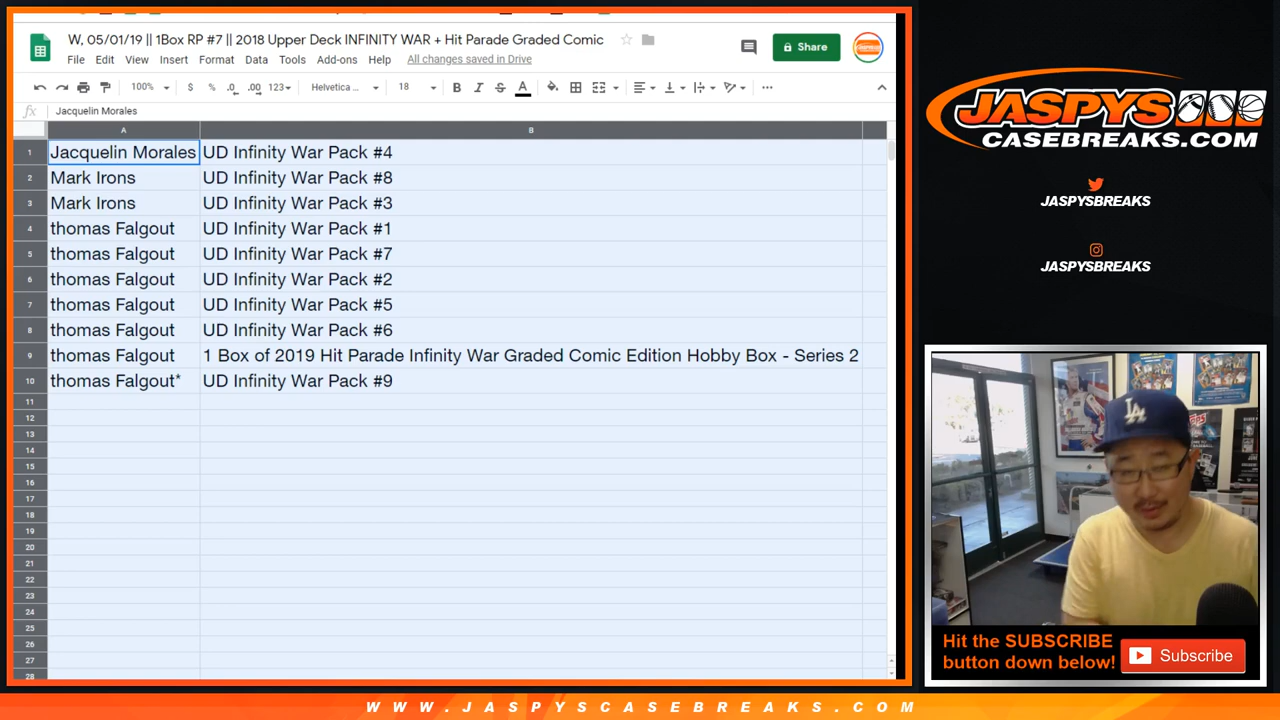 W, 05/01/19 || 1Box RP #7 || 2018 Upper Deck INFINITY WAR + Hit Parade Graded Comic
Share
File Edit View Insert Format Data Tools Add-ons Help All changes saved in Drive
100% $ % .0 .00 123 Helvetica ... 18 B I S A
fx Jacquelin Morales
A B
1 Jacquelin Morales UD Infinity War Pack #4
2 Mark Irons UD Infinity War Pack #8
3 Mark Irons UD Infinity War Pack #3
4 thomas Falgout UD Infinity War Pack #1
5 thomas Falgout UD Infinity War Pack #7
6 thomas Falgout UD Infinity War Pack #2
7 thomas Falgout UD Infinity War Pack #5
8 thomas Falgout UD Infinity War Pack #6
9 thomas Falgout 1 Box of 2019 Hit Parade Infinity War Graded Comic Edition Hobby Box - Series 2
10 thomas Falgout* UD Infinity War Pack #9
11
12
13
14
15
16
17
18
19
20
21
22
23
24
25
26
27
28
JASPYS
CASEBREAKS.COM
JASPYSBREAKS
JASPYSBREAKS
LA
Hit the SUBSCRIBE
button down below!
Subscribe
WWW.JASPYSCASEBREAKS.COM